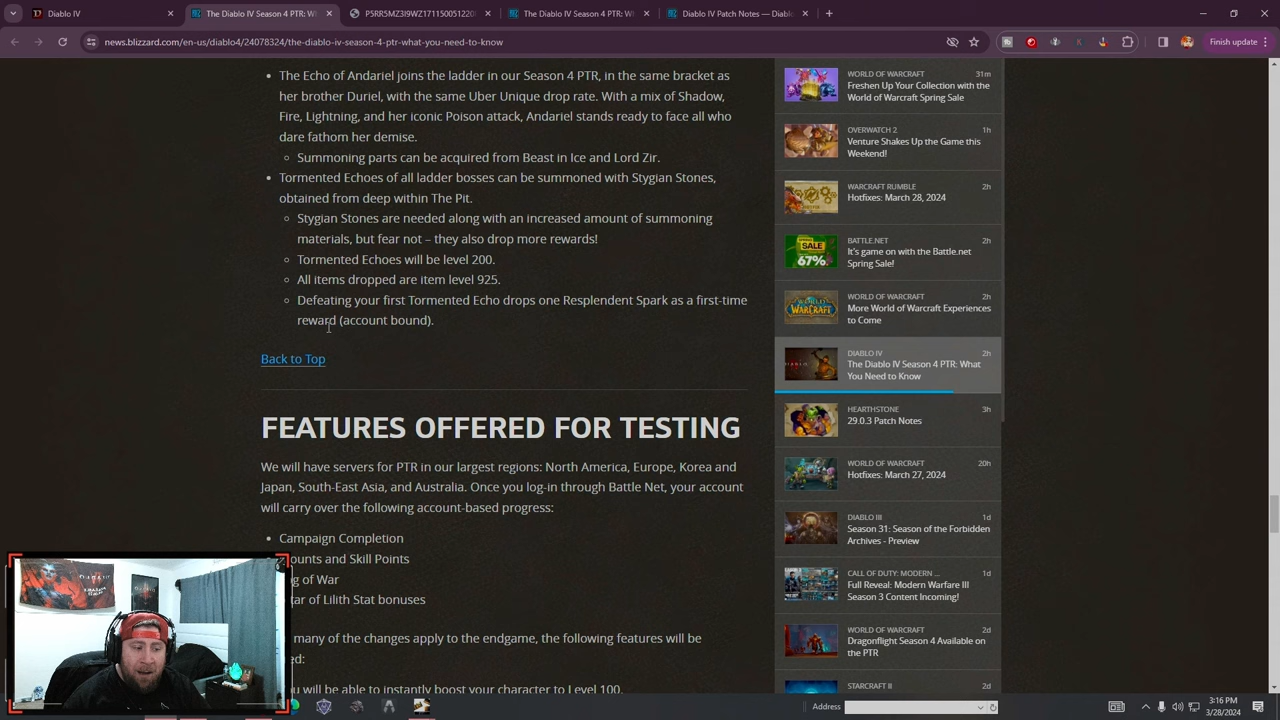 Diablo IV
The Diablo IV Season 4 PTR: W
P5RR5MZ3I9WZ171150051220
The Diablo IV Season 4 PTR: W
Diablo IV Patch Notes — Diablo
news.blizzard.com/en-us/diablo4/24078324/the-diablo-iv-season-4-ptr-what-you-need-to-know
Finish update
The Echo of Andariel joins the ladder in our Season 4 PTR, in the same bracket as
her brother Duriel, with the same Uber Unique drop rate. With a mix of Shadow,
Fire, Lightning, and her iconic Poison attack, Andariel stands ready to face all who
dare fathom her demise.
Summoning parts can be acquired from Beast in Ice and Lord Zir.
Tormented Echoes of all ladder bosses can be summoned with Stygian Stones,
obtained from deep within The Pit.
Stygian Stones are needed along with an increased amount of summoning
materials, but fear not – they also drop more rewards!
Tormented Echoes will be level 200.
All items dropped are item level 925.
Defeating your first Tormented Echo drops one Resplendent Spark as a first-time
reward (account bound).
Back to Top
FEATURES OFFERED FOR TESTING
We will have servers for PTR in our largest regions: North America, Europe, Korea and
Japan, South-East Asia, and Australia. Once you log-in through Battle Net, your account
will carry over the following account-based progress:
Campaign Completion
ounts and Skill Points
g of War
tar of Lilith Stat bonuses
many of the changes apply to the endgame, the following features will be
ed:
ou will be able to instantly boost your character to Level 100.
WORLD OF WARCRAFT 31m
Freshen Up Your Collection with the
World of Warcraft Spring Sale
OVERWATCH 2 1h
Venture Shakes Up the Game this
Weekend!
WARCRAFT RUMBLE 2h
Hotfixes: March 28, 2024
SALE
67%
BATTLE.NET 2h
It's game on with the Battle.net
Spring Sale!
WORLD WARCRAFT
WORLD OF WARCRAFT 2h
More World of Warcraft Experiences
to Come
DIABLO IV 2h
The Diablo IV Season 4 PTR: What
You Need to Know
HEARTHSTONE 3h
29.0.3 Patch Notes
WORLD OF WARCRAFT 20h
Hotfixes: March 27, 2024
DIABLO III 1d
Season 31: Season of the Forbidden
Archives - Preview
CALL OF DUTY: MODERN ... 1d
Full Reveal: Modern Warfare III
Season 3 Content Incoming!
WORLD OF WARCRAFT 2d
Dragonflight Season 4 Available on
the PTR
STARCRAFT II 2d
Address
3:16 PM
3/28/2024